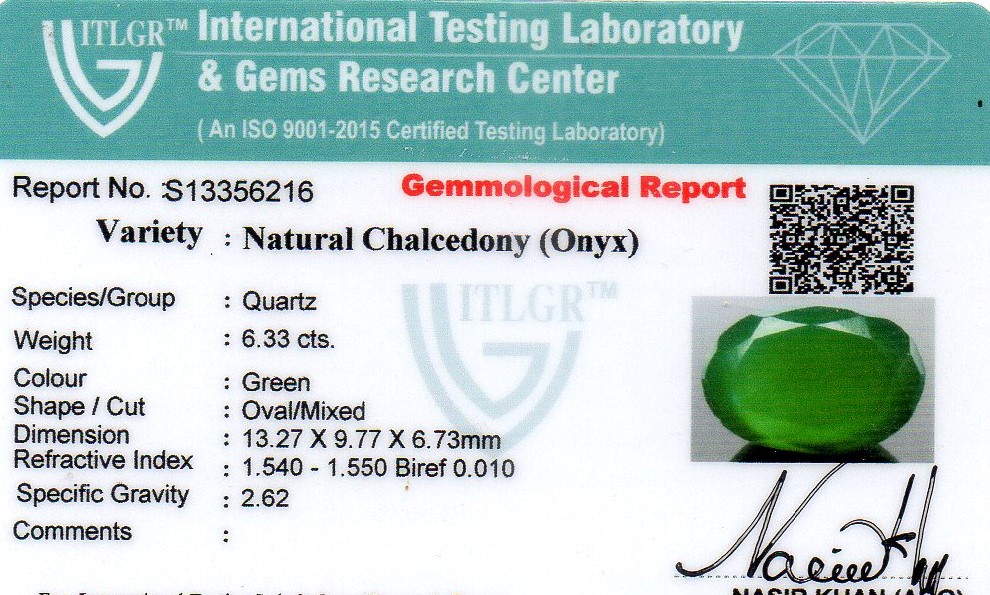 ITLGR™ International Testing Laboratory
& Gems Research Center
( An ISO 9001-2015 Certified Testing Laboratory)
Report No. :S13356216
Gemmological Report
Variety : Natural Chalcedony (Onyx)
ITLGR™
Species/Group : Quartz
Weight : 6.33 cts.
Colour : Green
Shape / Cut : Oval/Mixed
Dimension : 13.27 X 9.77 X 6.73mm
Refractive Index : 1.540 - 1.550 Biref 0.010
Specific Gravity : 2.62
Comments :
NASIR KHAN